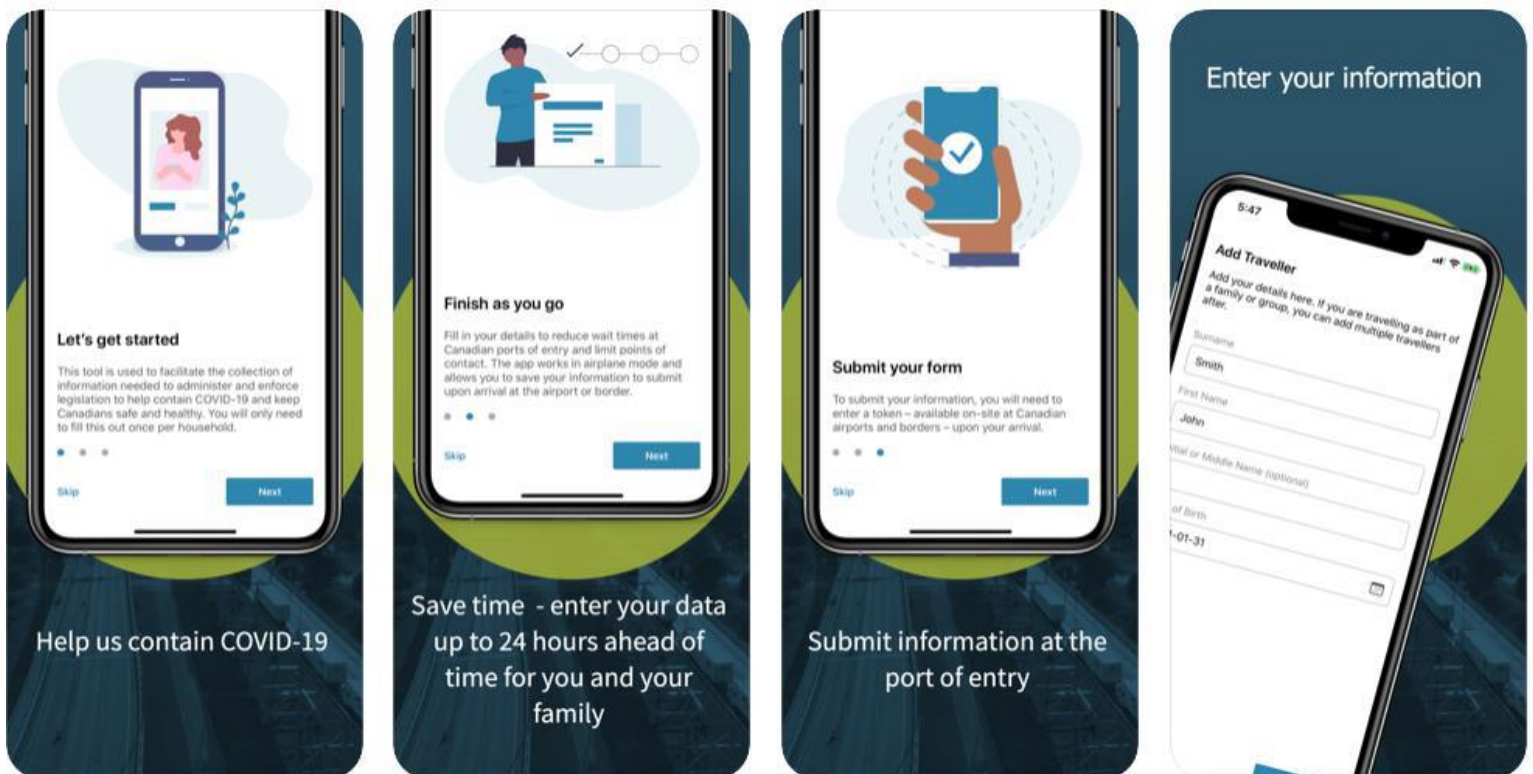 Let's get started
This tool is used to facilitate the collection of
information needed to administer and enforce
legislation to help contain COVID-19 and keep
Canadians safe and healthy. You will only need
to fill this out once per household.
Skip
Next
Help us contain COVID-19
Finish as you go
Fill in your details to reduce wait times at
Canadian ports of entry and limit points of
contact. The app works in airplane mode and
allows you to save your information to submit
upon arrival at the airport or border.
Skip
Next
Save time - enter your data
up to 24 hours ahead of
time for you and your
family
Submit your form
To submit your information, you will need to
enter a token – available on-site at Canadian
airports and borders – upon your arrival.
Skip
Next
Submit information at the
port of entry
Enter your information
5:47
Add Traveller
Add your details here. If you are travelling as part of
a family or group, you can add multiple travellers
after.
Surname
Smith
First Name
John
or Middle Name (optional)
of Birth
-01-31